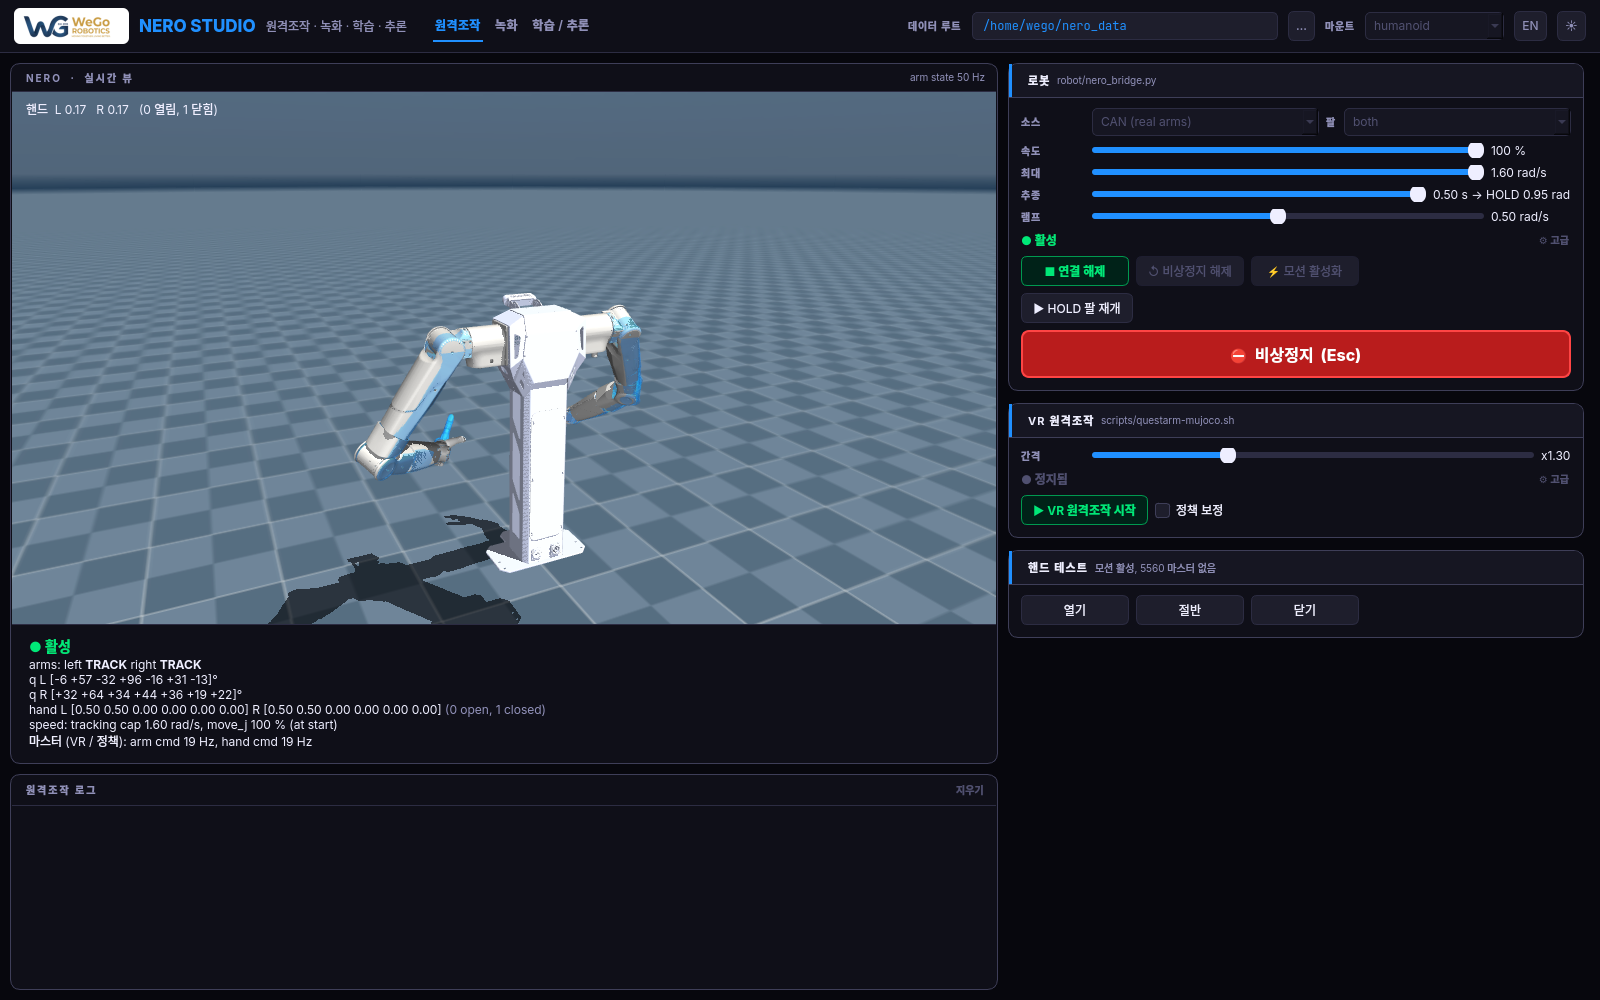 WG WeGo ROBOTICS NERO STUDIO 원격조작 · 녹화 · 학습 · 추론 원격조작 녹화 학습 / 추론 데이터 루트 /home/wego/nero_data ... 마운트 humanoid EN
NERO · 실시간 뷰 arm state 50 Hz
핸드 L 0.17 R 0.17 (0 열림, 1 닫힘)
● 활성
arms: left TRACK right TRACK
q L [-6 +57 -32 +96 -16 +31 -13]°
q R [+32 +64 +34 +44 +36 +19 +22]°
hand L [0.50 0.50 0.00 0.00 0.00 0.00] R [0.50 0.50 0.00 0.00 0.00 0.00] (0 open, 1 closed)
speed: tracking cap 1.60 rad/s, move_j 100 % (at start)
마스터 (VR / 정책): arm cmd 19 Hz, hand cmd 19 Hz
원격조작 로그 지우기
로봇 robot/nero_bridge.py
소스 CAN (real arms) 팔 both
속도 100 %
최대 1.60 rad/s
추종 0.50 s → HOLD 0.95 rad
램프 0.50 rad/s
● 활성 ⚙ 고급
■ 연결 해제 ↺ 비상정지 해제 ⚡ 모션 활성화
▶ HOLD 팔 재개
⛔ 비상정지 (Esc)
VR 원격조작 scripts/questarm-mujoco.sh
간격 x1.30
● 정지됨 ⚙ 고급
▶ VR 원격조작 시작 정책 보정
핸드 테스트 모션 활성, 5560 마스터 없음
열기 절반 닫기